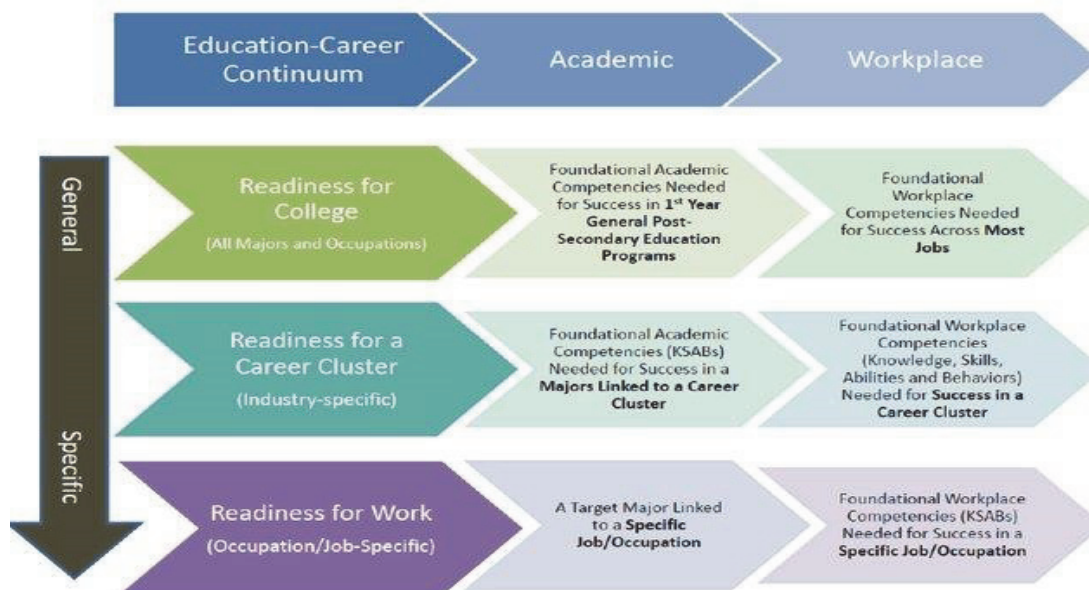 Education-Career
Continuum
Academic
Workplace
General
Specific
Readiness for
College
(All Majors and Occupations)
Foundational Academic
Competencies Needed
for Success in 1st Year
General Post-
Secondary Education
Programs
Foundational
Workplace
Competencies Needed
for Success Across Most
Jobs
Readiness for a
Career Cluster
(Industry-specific)
Foundational Academic
Competencies (KSABs)
Needed for Success in a
Majors Linked to a Career
Cluster
Foundational Workplace
Competencies
(Knowledge, Skills,
Abilities and Behaviors)
Needed for Success in a
Career Cluster
Readiness for Work
(Occupation/Job-Specific)
A Target Major Linked
to a Specific
Job/Occupation
Foundational Workplace
Competencies (KSABs)
Needed for Success in a
Specific Job/Occupation